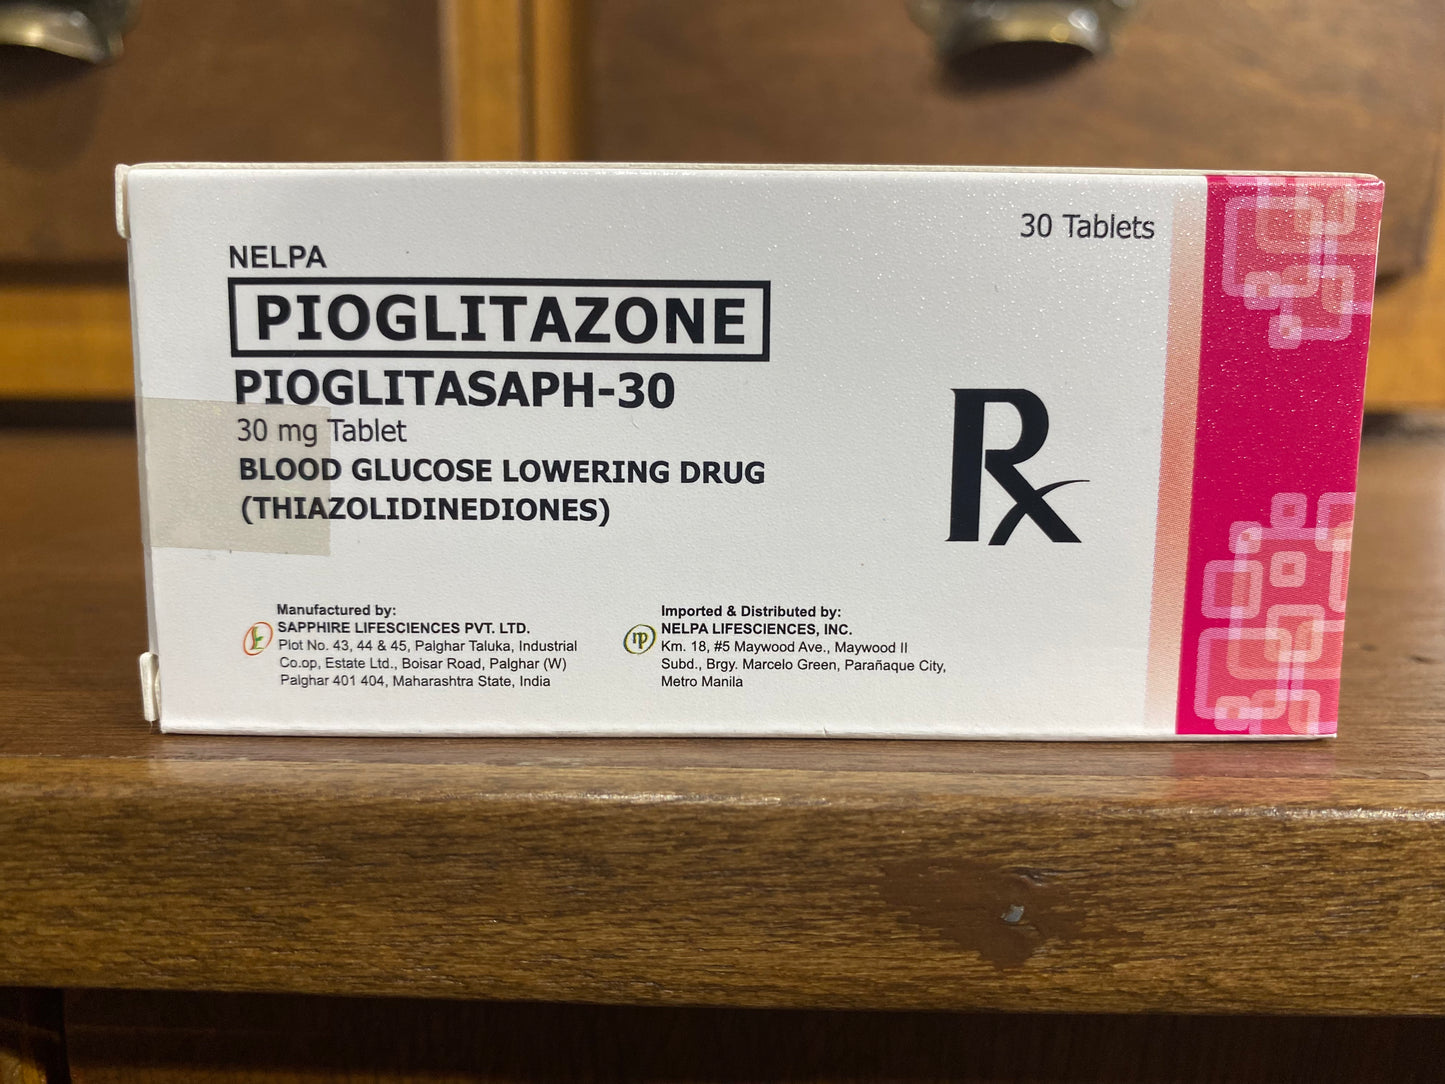 30 Tablets
NELPA
PIOGLITAZONE
PIOGLITASAPH-30
30 mg Tablet
BLOOD GLUCOSE LOWERING DRUG
(THIAZOLIDINEDIONES)
Rx
Manufactured by:
SAPPHIRE LIFESCIENCES PVT. LTD.
Plot No. 43, 44 & 45, Palghar Taluka, Industrial
Co.op, Estate Ltd., Boisar Road, Palghar (W)
Palghar 401 404, Maharashtra State, India
np
Imported & Distributed by:
NELPA LIFESCIENCES, INC.
Km. 18, #5 Maywood Ave., Maywood II
Subd., Brgy. Marcelo Green, Parañaque City,
Metro Manila